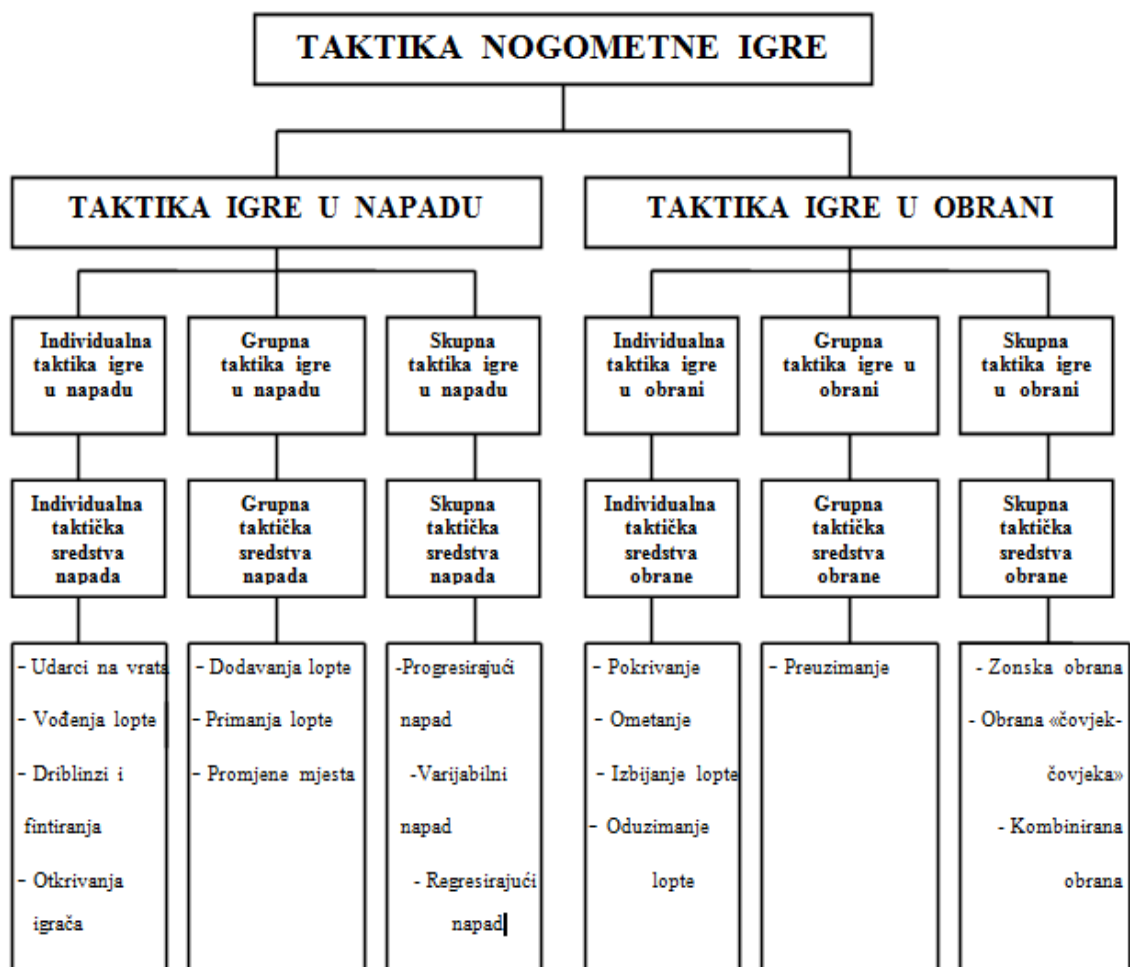 TAKTIKA NOGOMETNE IGRE
TAKTIKA IGRE U NAPADU
TAKTIKA IGRE U OBRANI
Individualna
taktika igre
u napadu
Grupna
taktika igre
u napadu
Skupna
taktika igre
u napadu
Individualna
taktika igre
u obrani
Grupna
taktika igre u
obrani
Skupna
taktika igre
u obrani
Individualna
taktička
sredstva
napada
Grupna
taktička
sredstva
napada
Skupna
taktička
sredstva
napada
Individualna
taktička
sredstva
obrane
Grupna
taktička
sredstva
obrane
Skupna
taktička
sredstva
obrane
- Udarci na vrata
- Vođenja lopte
- Driblinzi i
fintiranja
- Otkrivanja
igrača
- Dodavanja lopte
- Primanja lopte
- Promjene mjesta
-Progresirajući
napad
-Varijabilni
napad
- Regresirajući
napad
- Pokrivanje
- Ometanje
- Izbijanje lopte
- Oduzimanje
lopte
- Preuzimanje
- Zonska obrana
- Obrana «čovjek-
čovjeka»
- Kombinirana
obrana